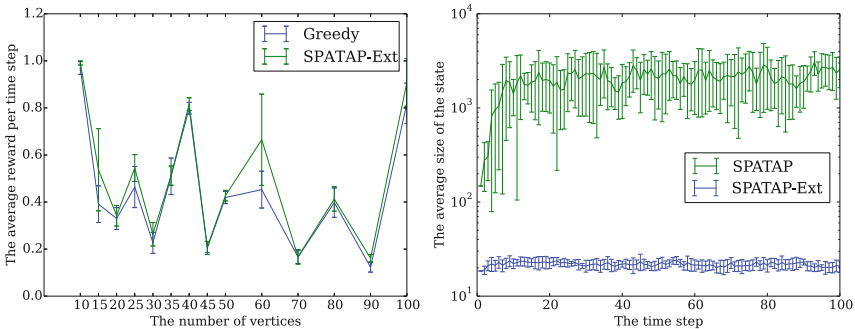 Greedy
SPATAP-Ext
The average reward per time step
1.2
1.0
0.8
0.6
0.4
0.2
0.0
10 15 20 25 30 35 40 45 50 60 70 80 90 100
The number of vertices
SPATAP
SPATAP-Ext
The average size of the state
10^4
10^3
10^2
10^1
0 20 40 60 80 100
The time step